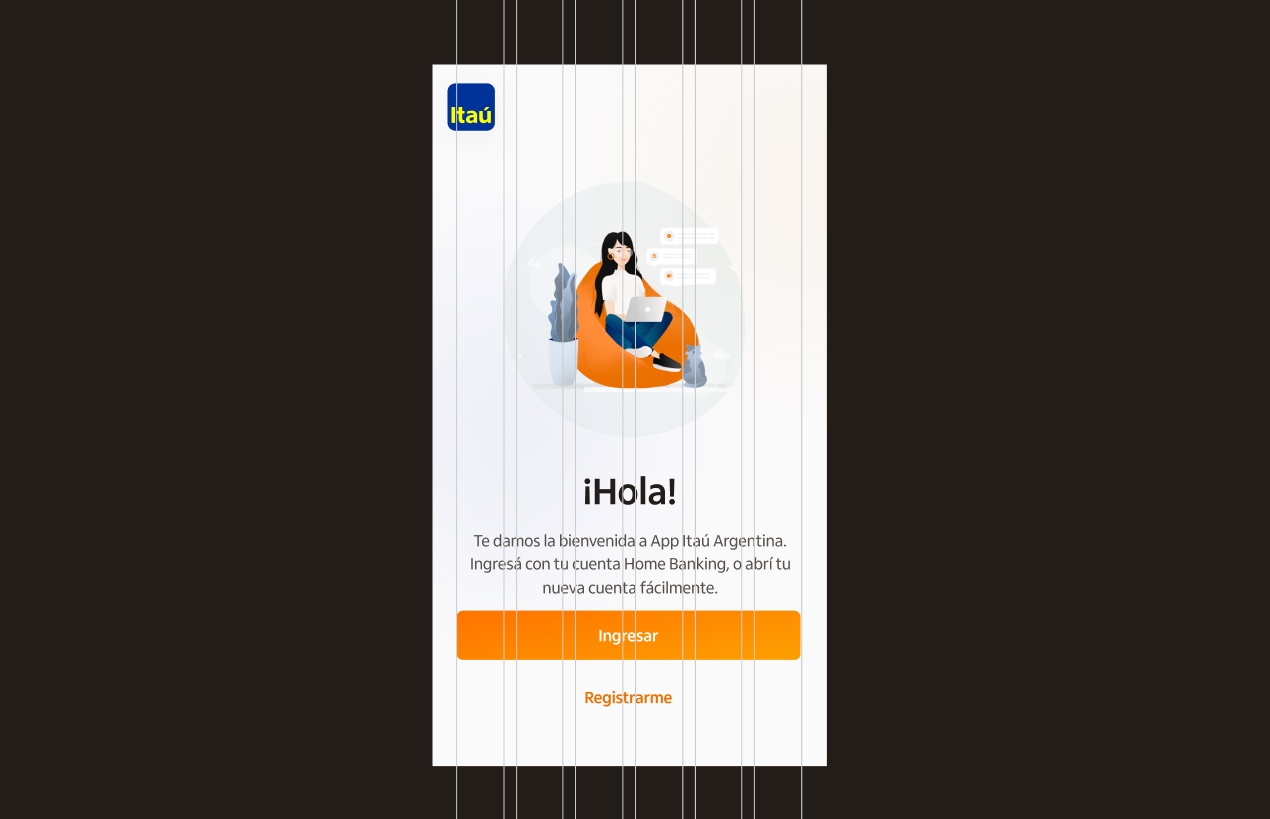 Itaú
¡Hola!
Te damos la bienvenida a App Itaú Argentina.
Ingresá con tu cuenta Home Banking, o abrí tu
nueva cuenta fácilmente.
Ingresar
Registrarme